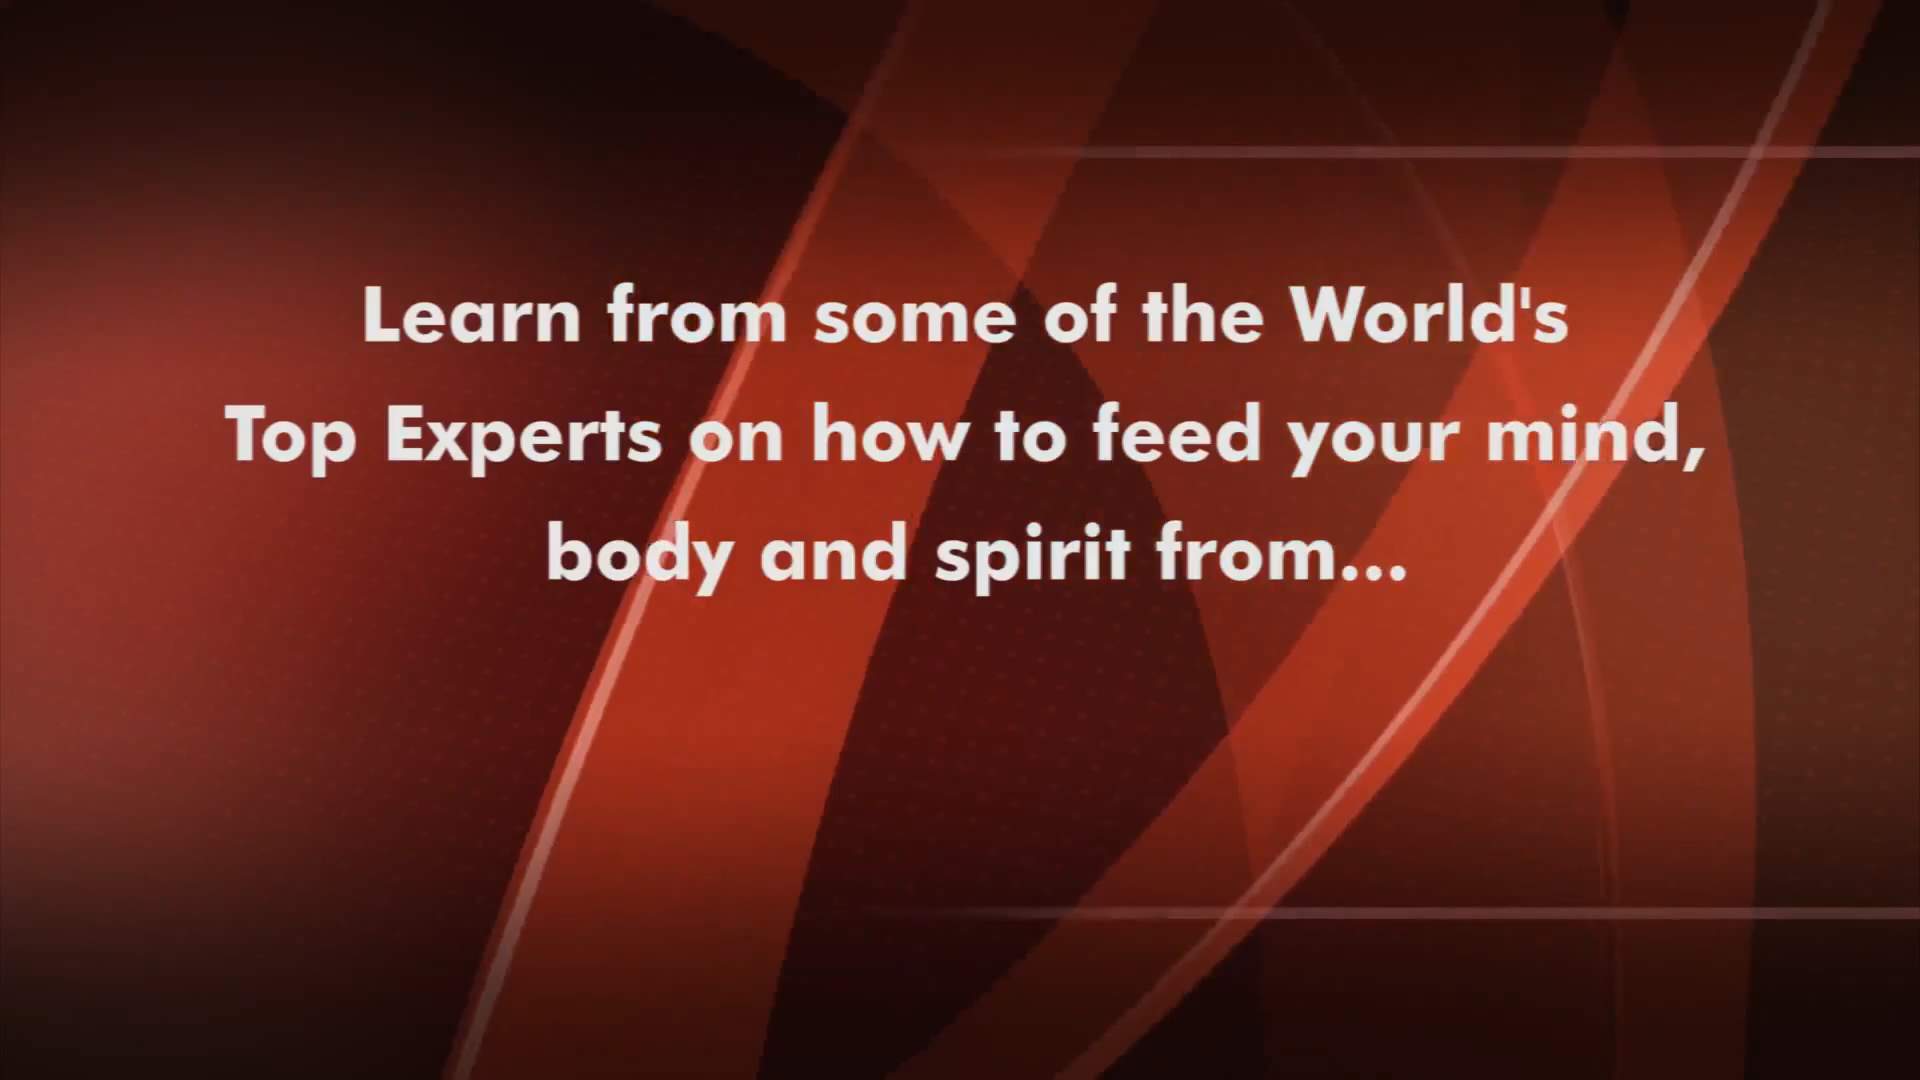 Learn from some of the World's
Top Experts on how to feed your mind,
body and spirit from...